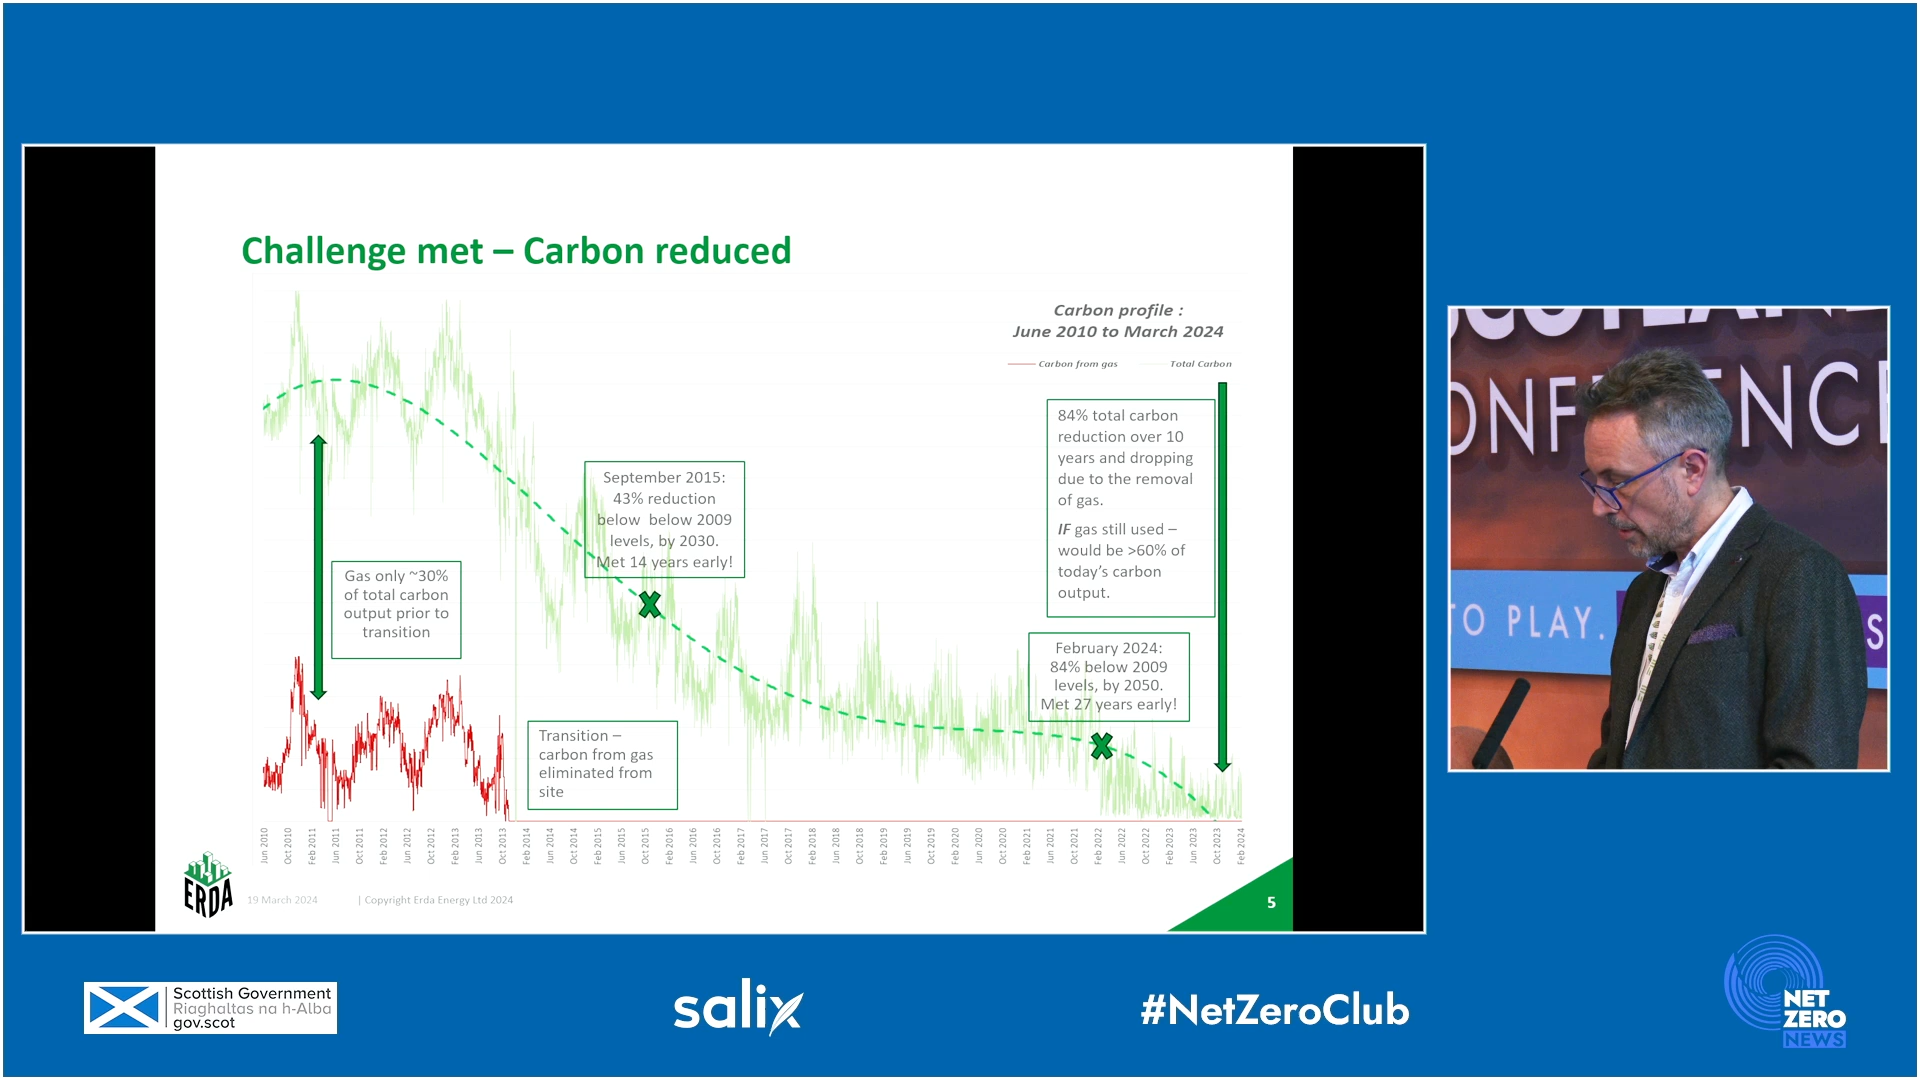 Challenge met – Carbon reduced
Carbon profile :
June 2010 to March 2024
Carbon from gas
Total Carbon
84% total carbon
reduction over 10
years and dropping
due to the removal
of gas.
IF gas still used –
would be >60% of
today's carbon
output.
September 2015:
43% reduction
below below 2009
levels, by 2030.
Met 14 years early!
Gas only ~30%
of total carbon
output prior to
transition
February 2024:
84% below 2009
levels, by 2050.
Met 27 years early!
Transition –
carbon from gas
eliminated from
site
Jun 2010
Oct 2010
Feb 2011
Jun 2011
Oct 2011
Feb 2012
Jun 2012
Oct 2012
Feb 2013
Jun 2013
Oct 2013
Feb 2014
Jun 2014
Oct 2014
Feb 2015
Jun 2015
Oct 2015
Feb 2016
Jun 2016
Oct 2016
Feb 2017
Jun 2017
Oct 2017
Feb 2018
Jun 2018
Oct 2018
Feb 2019
Jun 2019
Oct 2019
Feb 2020
Jun 2020
Oct 2020
Feb 2021
Jun 2021
Oct 2021
Feb 2022
Jun 2022
Oct 2022
Feb 2023
Jun 2023
Oct 2023
Feb 2024
ERDA
19 March 2024
| Copyright Erda Energy Ltd 2024
5
SCOTLAND
ONFERENCE
TO PLAY.
S
Scottish Government
Riaghaltas na h-Alba
gov.scot
salix
#NetZeroClub
NET
ZERO
NEWS